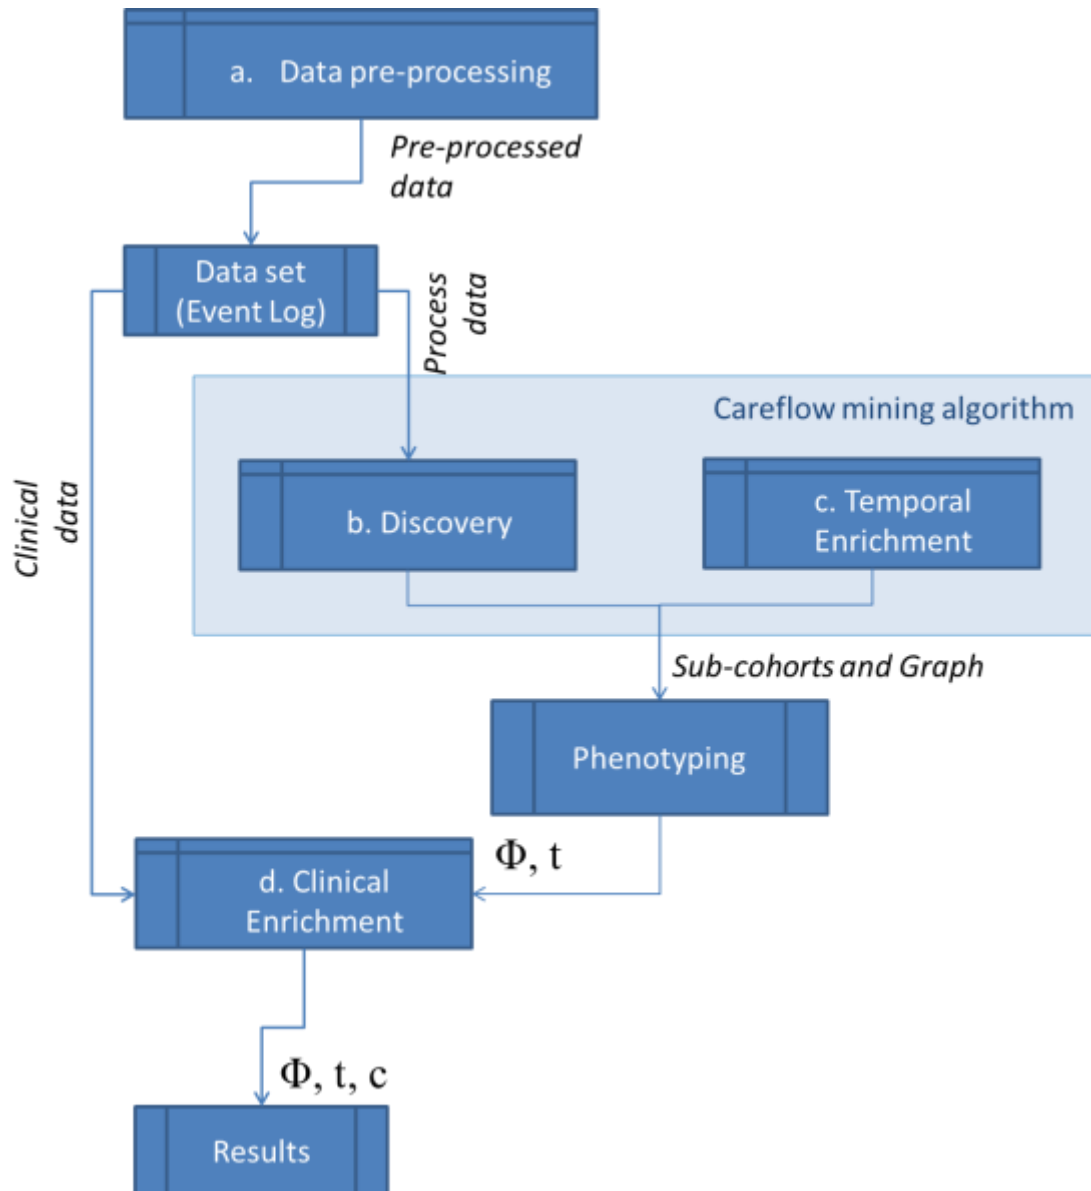 a. Data pre-processing
Pre-processed
data
Data set
(Event Log)
Process
data
Careflow mining algorithm
Clinical
data
b. Discovery
c. Temporal
Enrichment
Sub-cohorts and Graph
Phenotyping
Φ, t
d. Clinical
Enrichment
Φ, t, c
Results